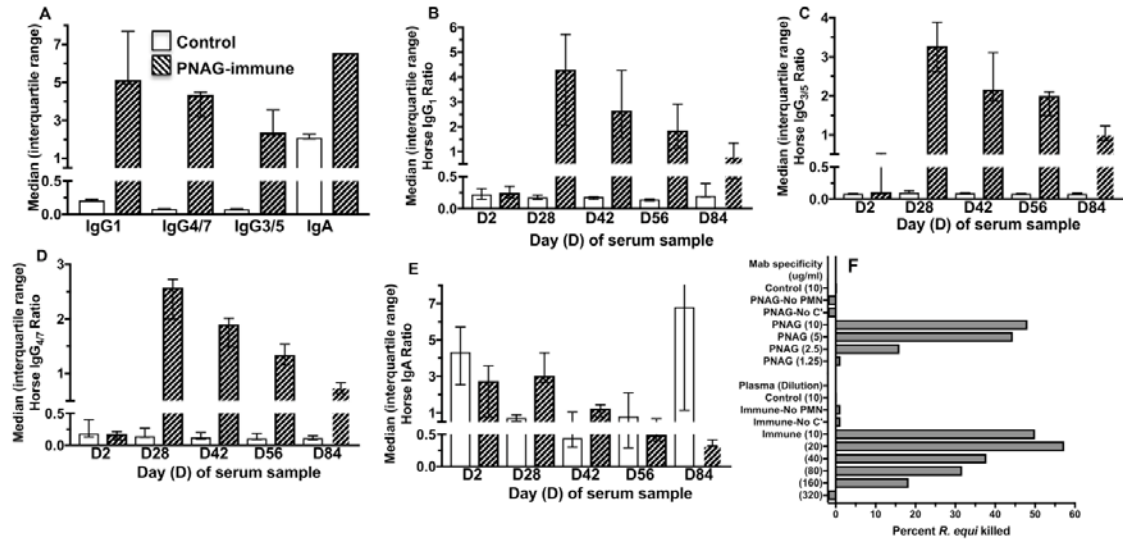 A
Median (interquartile range)
7
5
3
1
0.5
0.0
Control
PNAG-immune
IgG1
IgG4/7
IgG3/5
IgA
B
Median (interquartile range)
Horse IgG1 Ratio
6
5
4
3
2
1
0.5
0.0
D2
D28
D42
D56
D84
Day (D) of serum sample
C
Median (interquartile range)
Horse IgG3/5 Ratio
4
3
2
1
0.5
0.0
D2
D28
D42
D56
D84
Day (D) of serum sample
D
Median (interquartile range)
Horse IgG4/7 Ratio
3
2
1
0.5
0.0
D2
D28
D42
D56
D84
Day (D) of serum sample
E
Median (interquartile range)
Horse IgA Ratio
7
5
3
1
0.5
0.0
D2
D28
D42
D56
D84
Day (D) of serum sample
F
Mab specificity
(ug/ml)
Control (10)
PNAG-No PMN
PNAG-No C'
PNAG (10)
PNAG (5)
PNAG (2.5)
PNAG (1.25)
Plasma (Dilution)
Control (10)
Immune-No PMN
Immune-No C'
Immune (10)
(20)
(40)
(80)
(160)
(320)
0
10
20
30
40
50
60
Percent R. equi killed